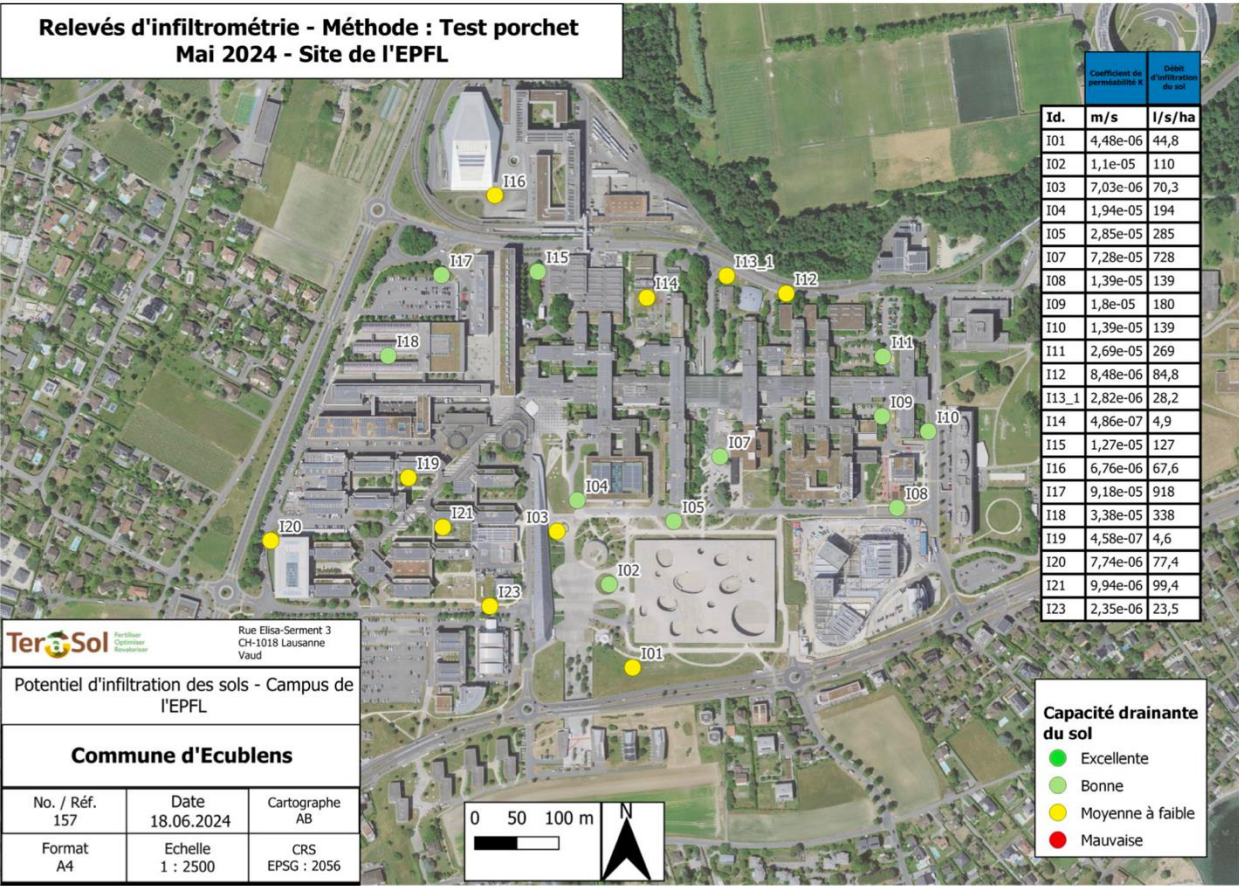 Relevés d'infiltrométrie - Méthode : Test porchet
Mai 2024 - Site de l'EPFL
Coefficient de perméabilité K
Débit d'infiltration du sol
Id. m/s l/s/ha
I01 4,48e-06 44,8
I02 1,1e-05 110
I03 7,03e-06 70,3
I04 1,94e-05 194
I05 2,85e-05 285
I07 7,28e-05 728
I08 1,39e-05 139
I09 1,8e-05 180
I10 1,39e-05 139
I11 2,69e-05 269
I12 8,48e-06 84,8
I13_1 2,82e-06 28,2
I14 4,86e-07 4,9
I15 1,27e-05 127
I16 6,76e-06 67,6
I17 9,18e-05 918
I18 3,38e-05 338
I19 4,58e-07 4,6
I20 7,74e-06 77,4
I21 9,94e-06 99,4
I23 2,35e-06 23,5
I16
I17
I15
I13_1
I14
I12
I18
I11
I09
I10
I07
I19
I04
I08
I05
I21
I03
I20
I02
I23
I01
TeraSol
Fertiliser
Optimiser
Revaloriser
Rue Elisa-Serment 3
CH-1018 Lausanne
Vaud
Potentiel d'infiltration des sols - Campus de
l'EPFL
Commune d'Ecublens
No. / Réf.
157
Date
18.06.2024
Cartographe
AB
Format
A4
Echelle
1 : 2500
CRS
EPSG : 2056
0 50 100 m
N
Capacité drainante
du sol
Excellente
Bonne
Moyenne à faible
Mauvaise